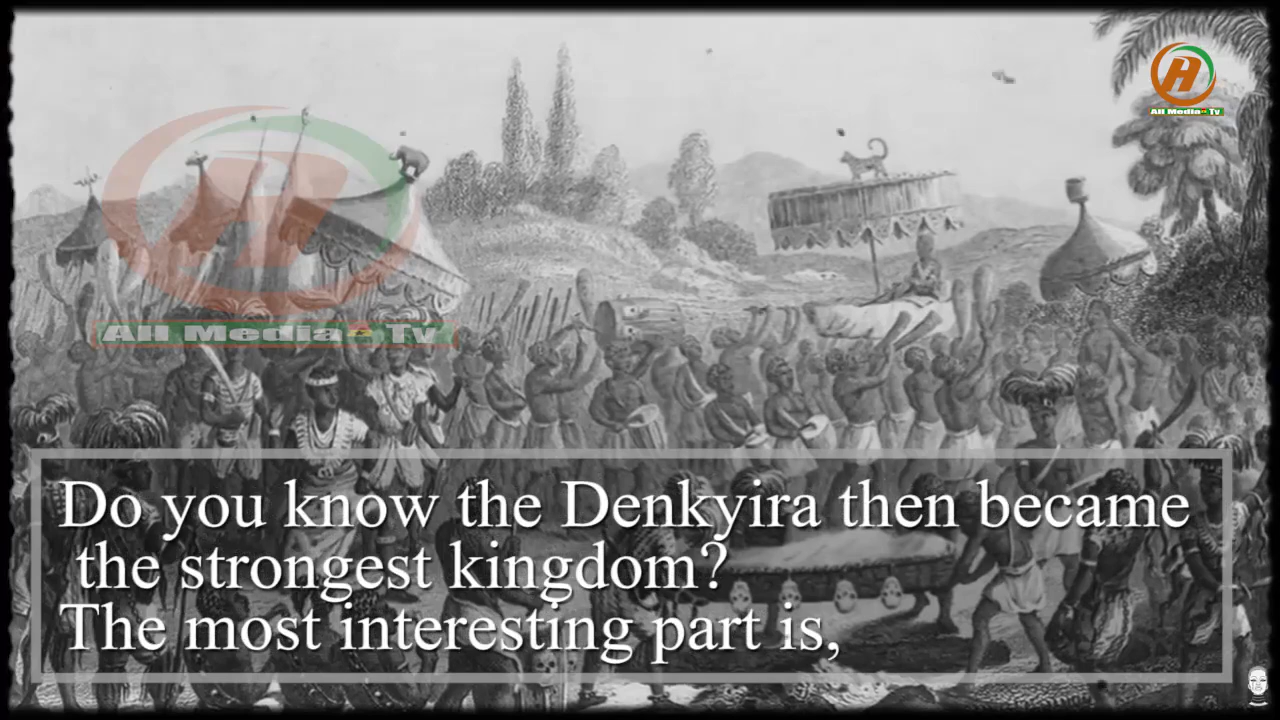 All Media Tv
All Media Tv
Do you know the Denkyira then became
the strongest kingdom?
The most interesting part is,